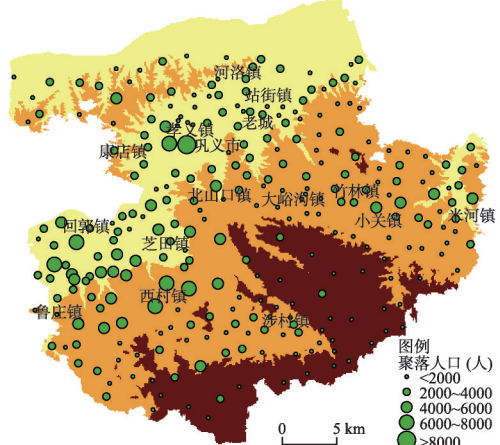 河洛镇
站街镇
老城
孝义镇
康店镇
巩义市
北山口镇
大峪沟镇
竹林镇
小关镇
米河镇
回郭镇
芝田镇
鲁庄镇
西村镇
涉村镇
图例
聚落人口 (人)
<2000
2000~4000
4000~6000
6000~8000
>8000
0 5 km